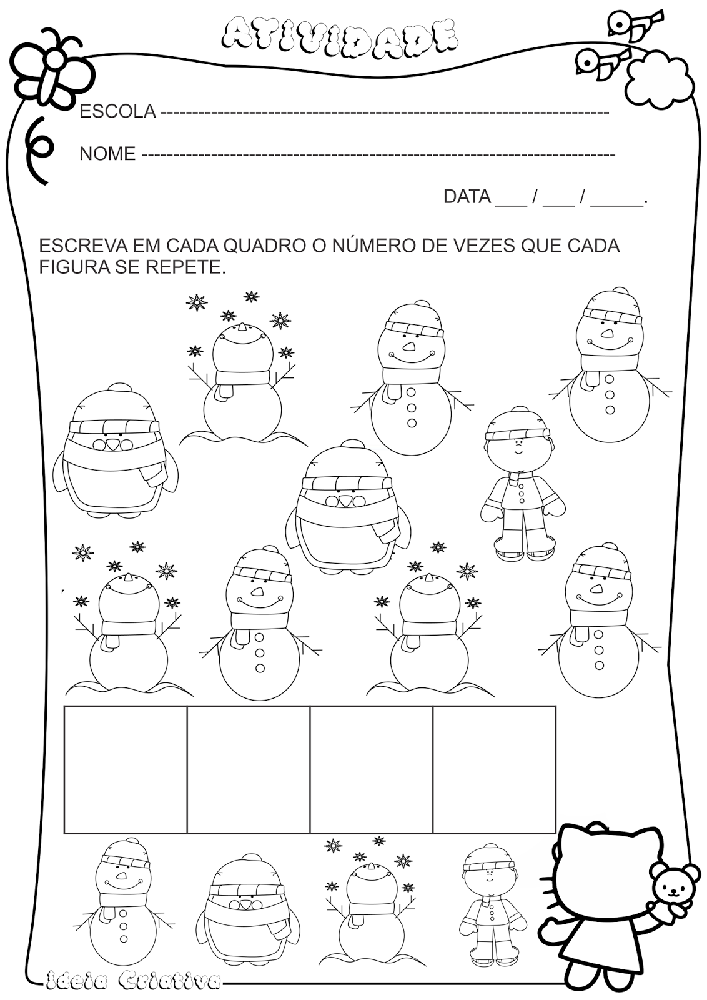 ATIVIDADE
ESCOLA -----------------------------------------------------------------------
NOME ---------------------------------------------------------------------------
DATA ___ / ___ / _____.
ESCREVA EM CADA QUADRO O NÚMERO DE VEZES QUE CADA
FIGURA SE REPETE.
Ideia Criativa